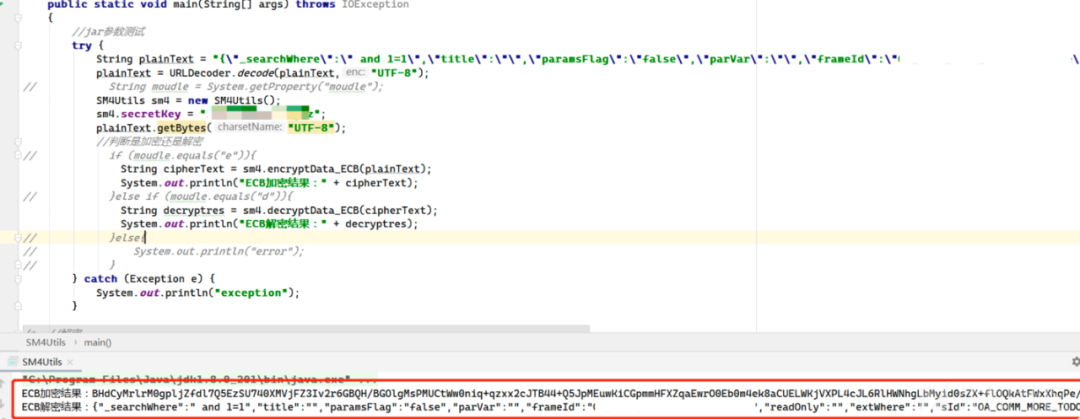 public static void main(String[] args) throws IOException
{
//jar参数测试
try {
String plainText = "{\"_searchWhere\":\" and 1=1\",\"title\":\"\",\"paramsFlag\":\"false\",\"parVar\":\"\",\"frameId\":\"
plainText = URLDecoder.decode(plainText, enc: "UTF-8");
// String moudle = System.getProperty("moudle");
SM4Utils sm4 = new SM4Utils();
sm4.secretKey = " z";
plainText.getBytes( charsetName: "UTF-8");
//判断是加密还是解密
// if (moudle.equals("e")){
String cipherText = sm4.encryptData_ECB(plainText);
System.out.println("ECB加密结果：" + cipherText);
// }else if (moudle.equals("d")){
String decryptres = sm4.decryptData_ECB(cipherText);
System.out.println("ECB解密结果：" + decryptres);
// }else{
// System.out.println("error");
// }
} catch (Exception e) {
System.out.println("exception");
}
SM4Utils › main()
SM4Utils ×
"C:\Program Files\Java\jdk1.8.0_201\bin\java.exe" ...
ECB加密结果：BHdCyMrlrM0gpljZfdl7Q5EzSU740XMVjFZ3Iv2r6GBQH/BGOlgMsPMUCtWw0niq+qzxx2cJTB44+Q5JpMEuwKiCGpmmHFXZqaEwrO0Eb0m4ek8aCUELWKjVXPL4cJL6RlHWNhgLbMyid0sZX+flOQkAtFWxXhqPe/
ECB解密结果：{"_searchWhere":" and 1=1","title":"","paramsFlag":"false","parVar":"","frameId":" ','readOnly":"","extWhere":"","sId":"OA_COMM_MORE_TODO